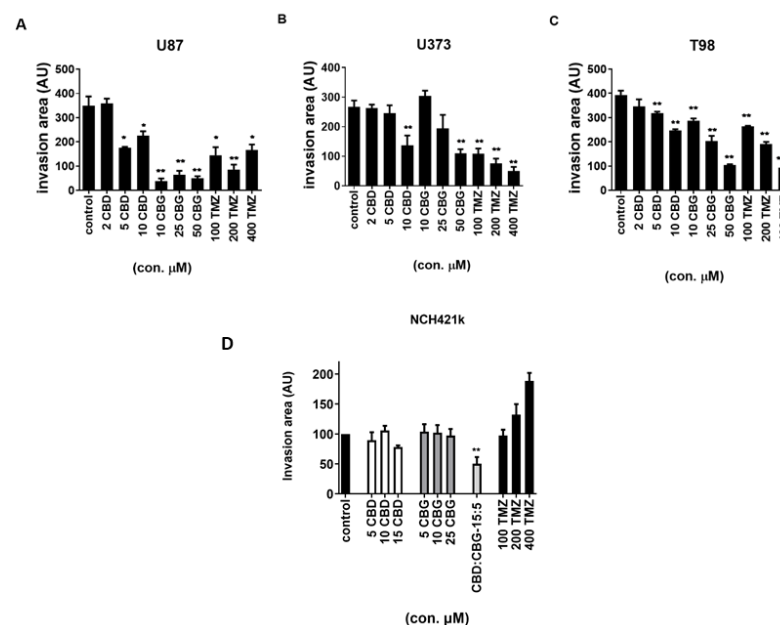 A
U87
invasion area (AU)
500
400
300
200
100
0
* * ** ** ** * ** *
control
2 CBD
5 CBD
10 CBD
10 CBG
25 CBG
50 CBG
100 TMZ
200 TMZ
400 TMZ
(con. μM)
B
U373
invasion area (AU)
400
300
200
100
0
** ** ** ** **
control
2 CBD
5 CBD
10 CBD
10 CBG
25 CBG
50 CBG
100 TMZ
200 TMZ
400 TMZ
(con. μM)
C
T98
invasion area (AU)
500
400
300
200
100
0
** ** ** ** ** ** **
control
2 CBD
5 CBD
10 CBD
10 CBG
25 CBG
50 CBG
100 TMZ
200 TMZ
(con. μM)
D
NCH421k
Invasion area (AU)
200
150
100
50
0
**
control
5 CBD
10 CBD
15 CBD
5 CBG
10 CBG
25 CBG
CBD:CBG-15:5
100 TMZ
200 TMZ
400 TMZ
(con. μM)